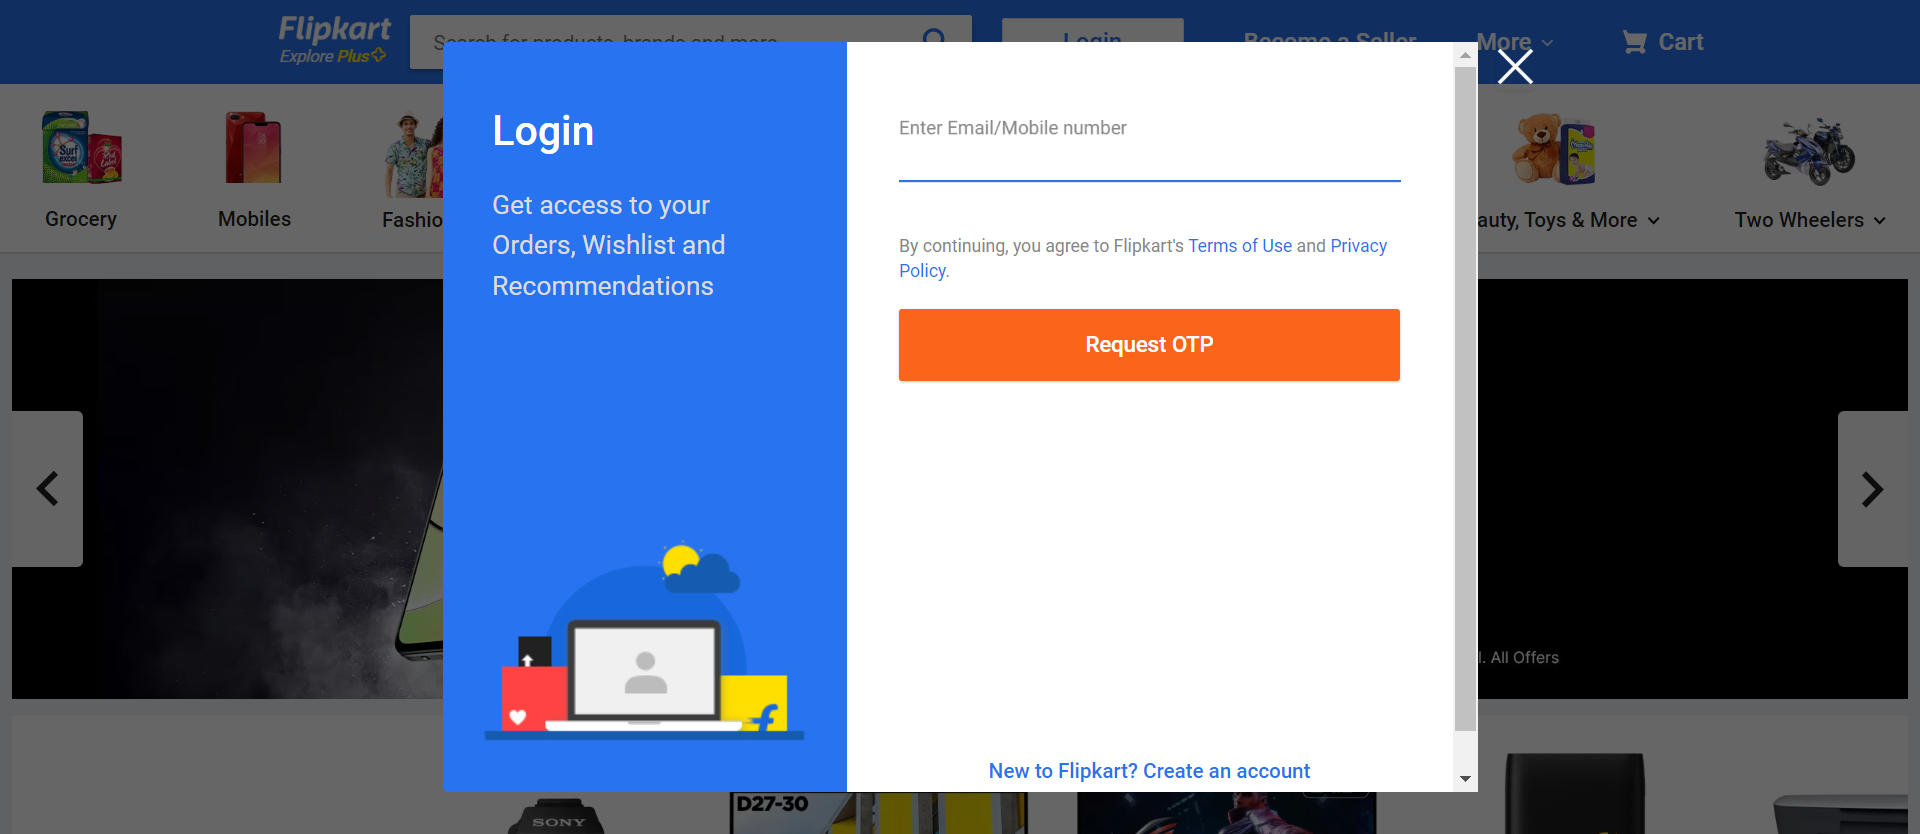 Flipkart
Explore Plus
Search for products, brands and more
Login
Become a Seller
More
Cart
Grocery
Mobiles
Fashio
auty, Toys & More
Two Wheelers
Login
Get access to your
Orders, Wishlist and
Recommendations
Enter Email/Mobile number
By continuing, you agree to Flipkart's Terms of Use and Privacy
Policy.
Request OTP
New to Flipkart? Create an account
l. All Offers
Surf
excel
SONY
D27-30